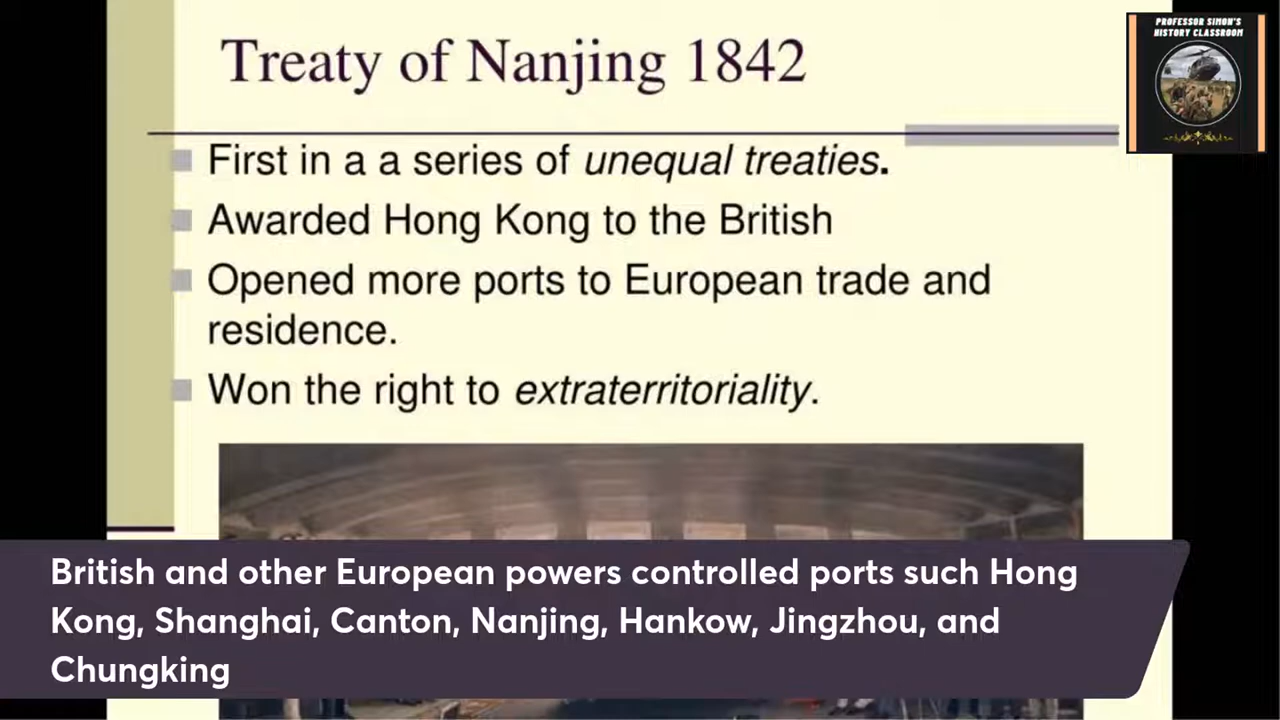 PROFESSOR SIMON'S
HISTORY CLASSROOM
Treaty of Nanjing 1842
First in a a series of unequal treaties.
Awarded Hong Kong to the British
Opened more ports to European trade and
residence.
Won the right to extraterritoriality.
British and other European powers controlled ports such Hong
Kong, Shanghai, Canton, Nanjing, Hankow, Jingzhou, and
Chungking